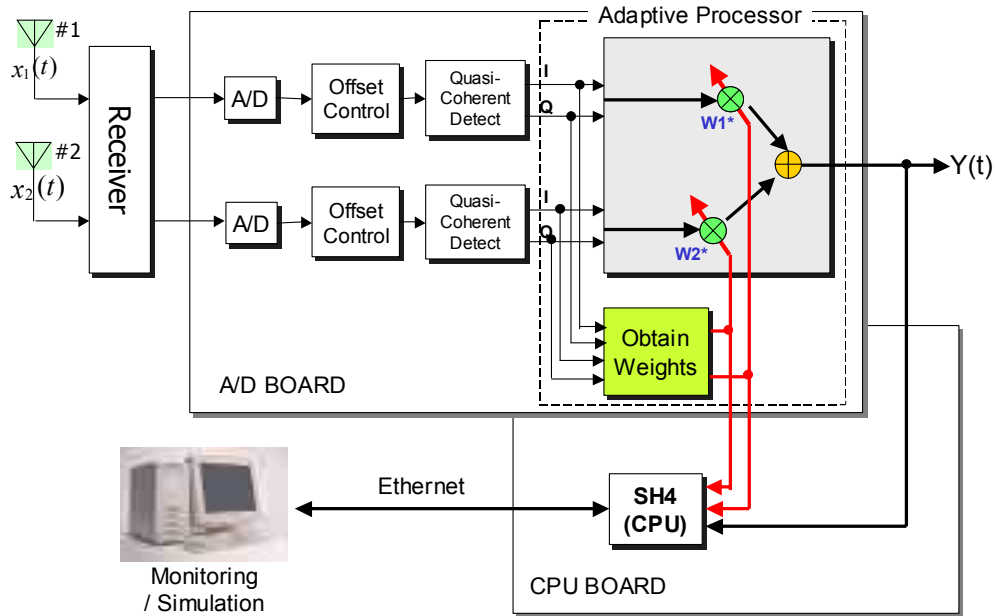 Adaptive Processor
#1
x₁(t)
#2
x₂(t)
Receiver
A/D
Offset
Control
Quasi-
Coherent
Detect
I
Q
W1*
Y(t)
A/D
Offset
Control
Quasi-
Coherent
Detect
I
Q
W2*
Obtain
Weights
A/D BOARD
Ethernet
SH4
(CPU)
Monitoring
/ Simulation
CPU BOARD